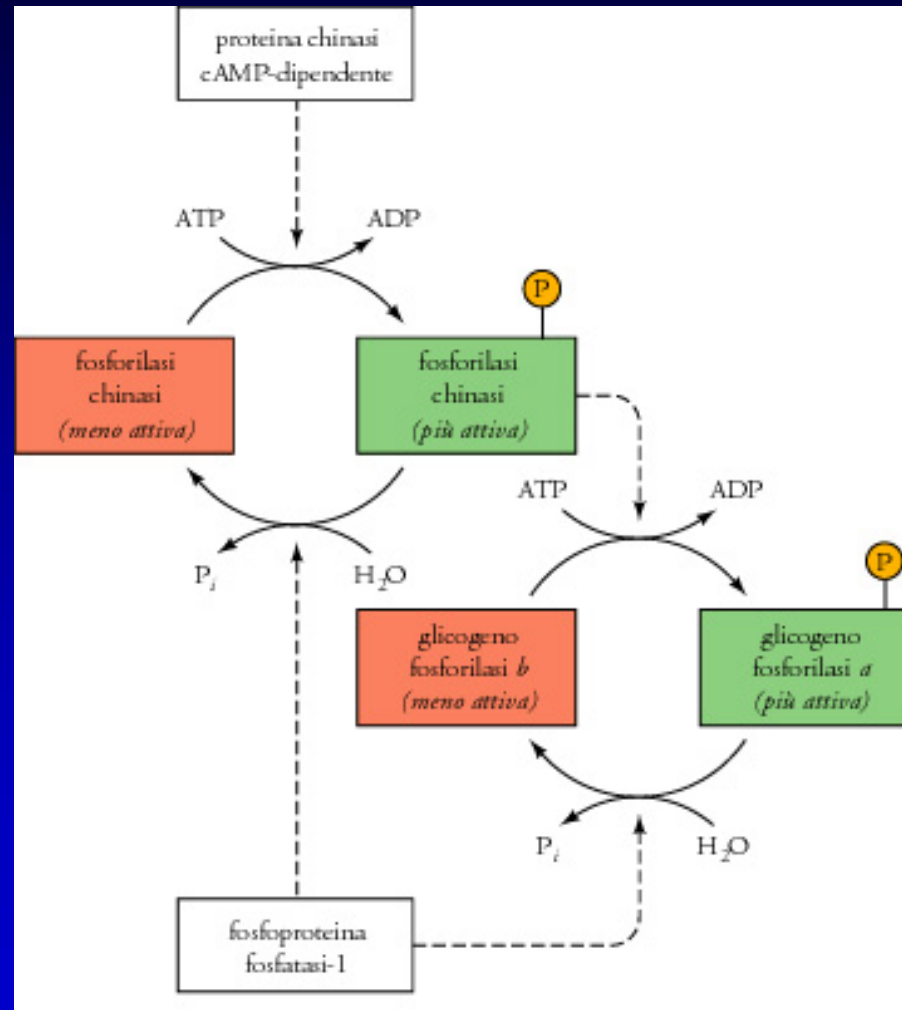 proteina chinasi
cAMP-dipendente
ATP
ADP
P
fosforilasi
chinasi
(meno attiva)
fosforilasi
chinasi
(più attiva)
ATP
ADP
P
Pi
H2O
glicogeno
fosforilasi b
(meno attiva)
glicogeno
fosforilasi a
(più attiva)
Pi
H2O
fosfoproteina
fosfatasi-1